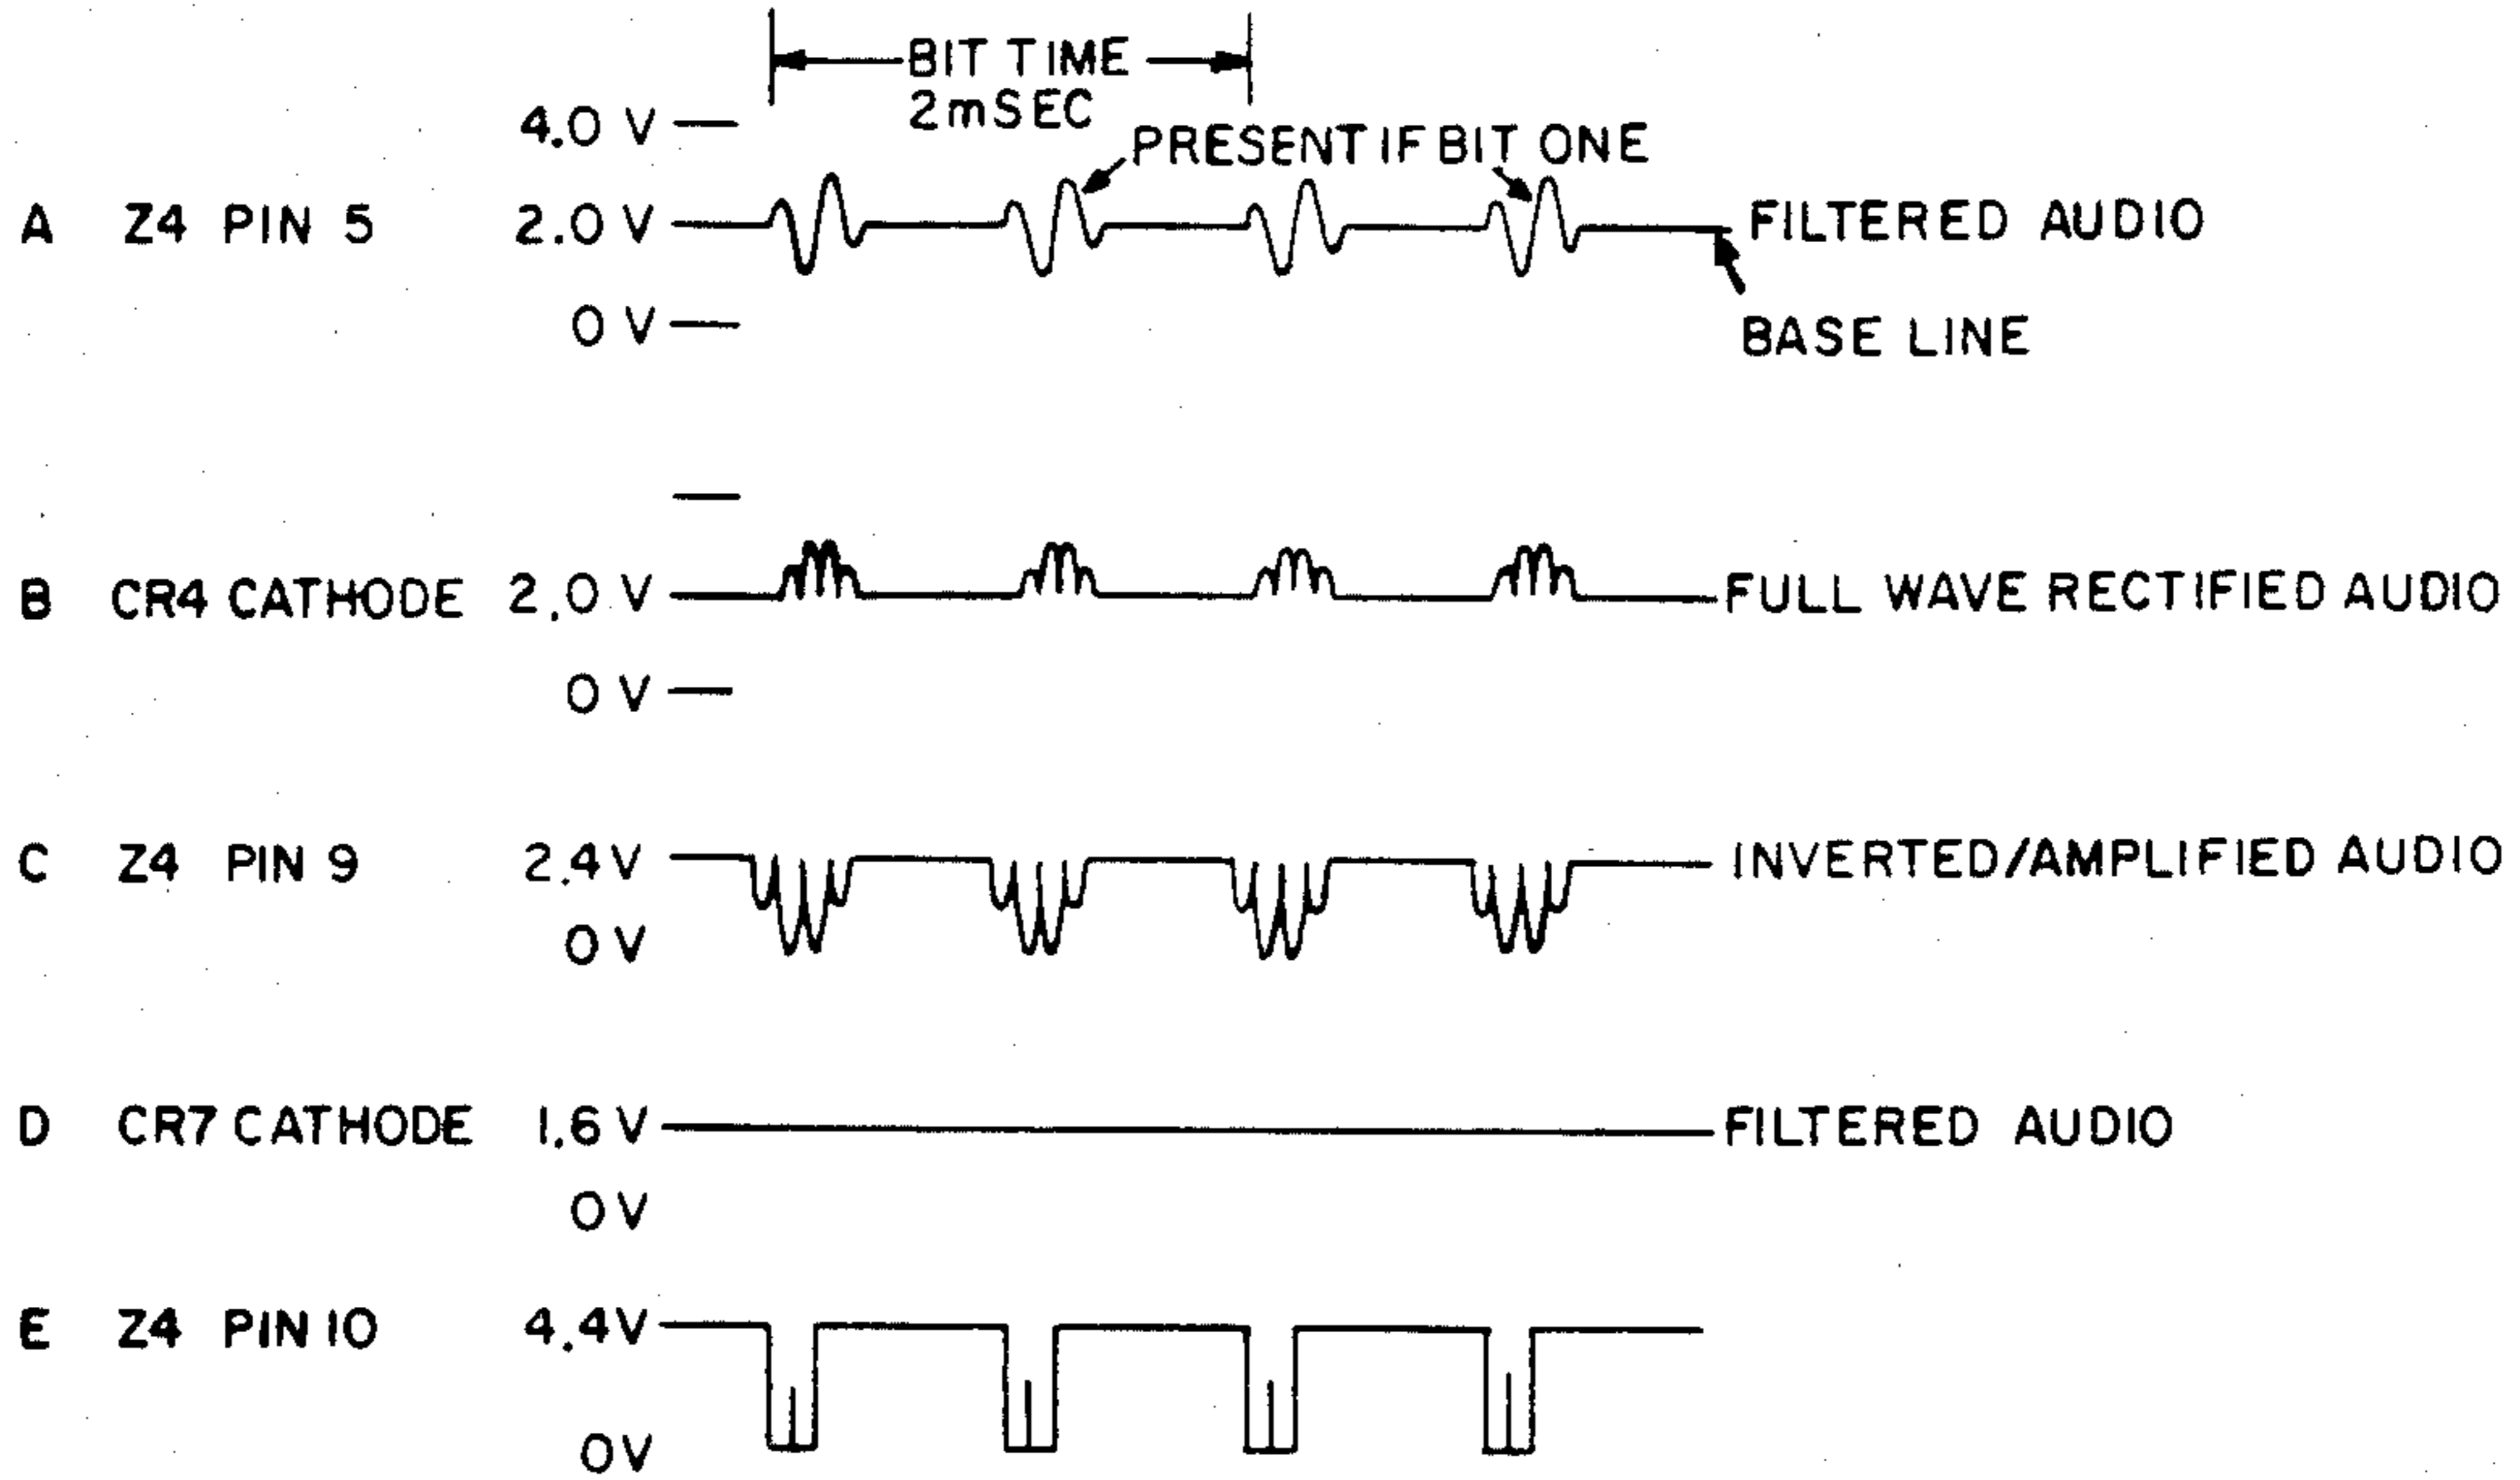 BIT TIME
2mSEC
4.0 V
PRESENT IF BIT ONE
A Z4 PIN 5 2.0 V FILTERED AUDIO
0 V
BASE LINE
B CR4 CATHODE 2.0 V FULL WAVE RECTIFIED AUDIO
0 V
C Z4 PIN 9 2.4V INVERTED/AMPLIFIED AUDIO
0 V
D CR7 CATHODE 1.6 V FILTERED AUDIO
0 V
E Z4 PIN 10 4.4V
0V